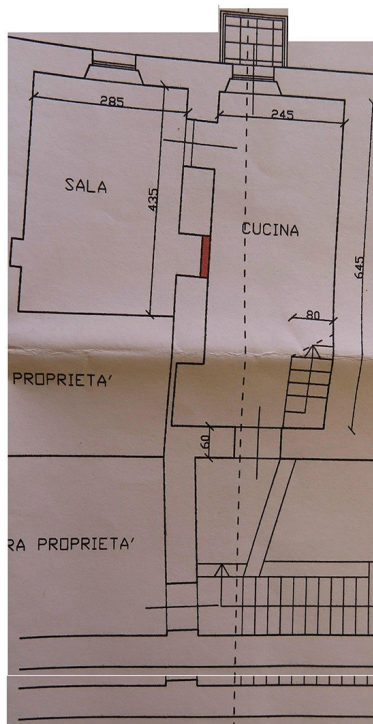 285
245
SALA
435
CUCINA
645
80
PROPRIETA'
60
RA PROPRIETA'